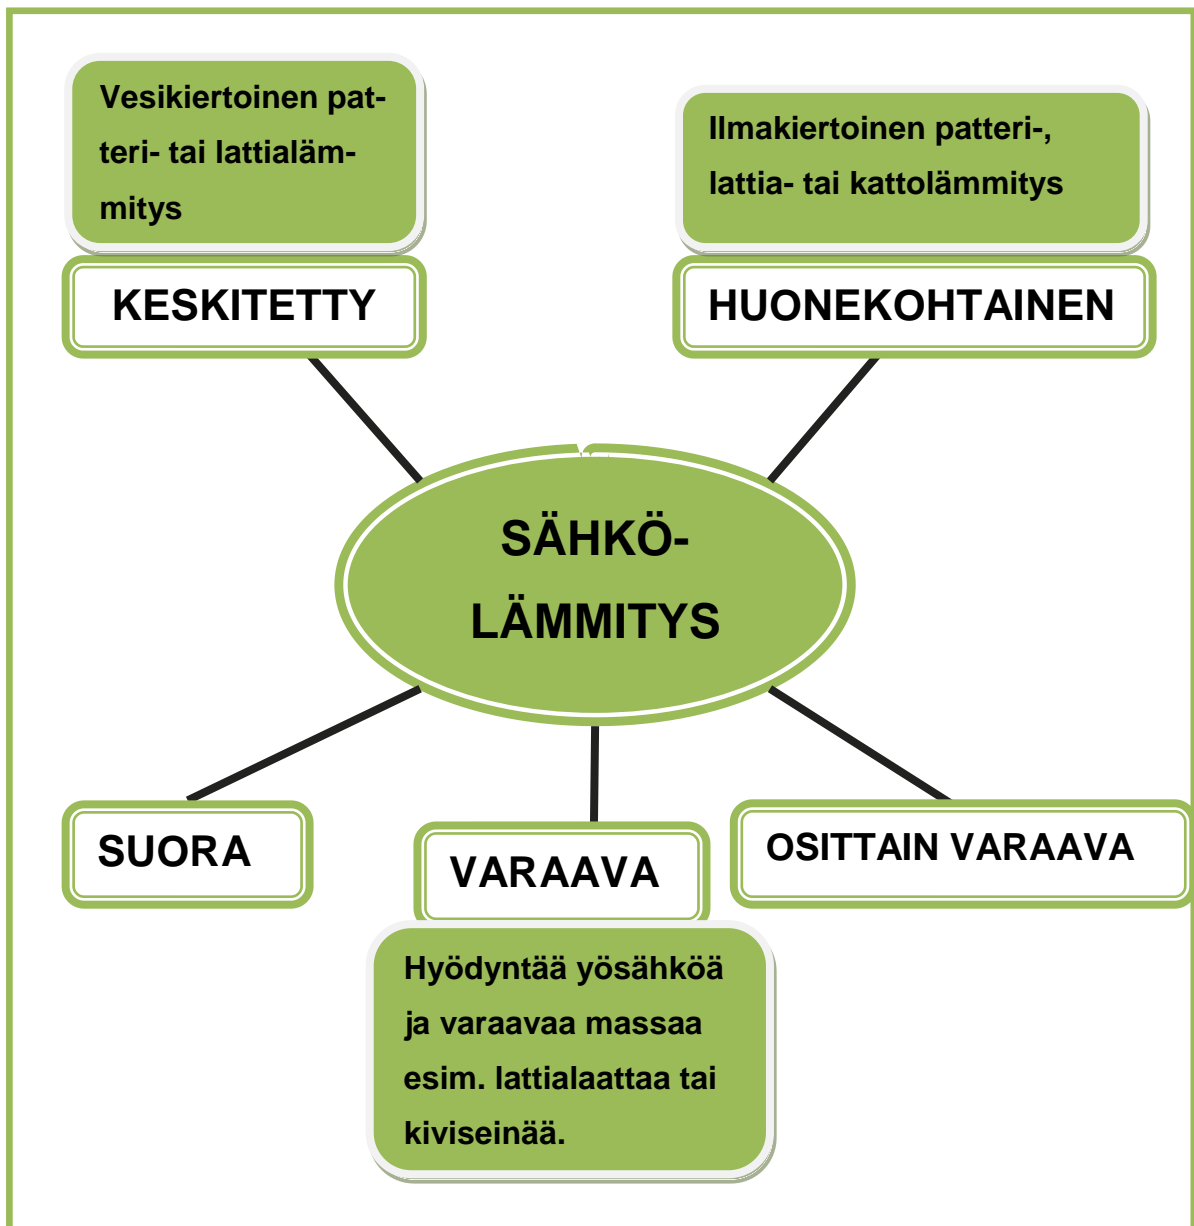 Vesikiertoinen pat-
teri- tai lattialäm-
mitys
KESKITETTY
Ilmakiertoinen patteri-,
lattia- tai kattolämmitys
HUONEKOHTAINEN
SÄHKÖ-
LÄMMITYS
SUORA
VARAAVA
Hyödyntää yösähköä
ja varaavaa massaa
esim. lattialaattaa tai
kiviseinää.
OSITTAIN VARAAVA